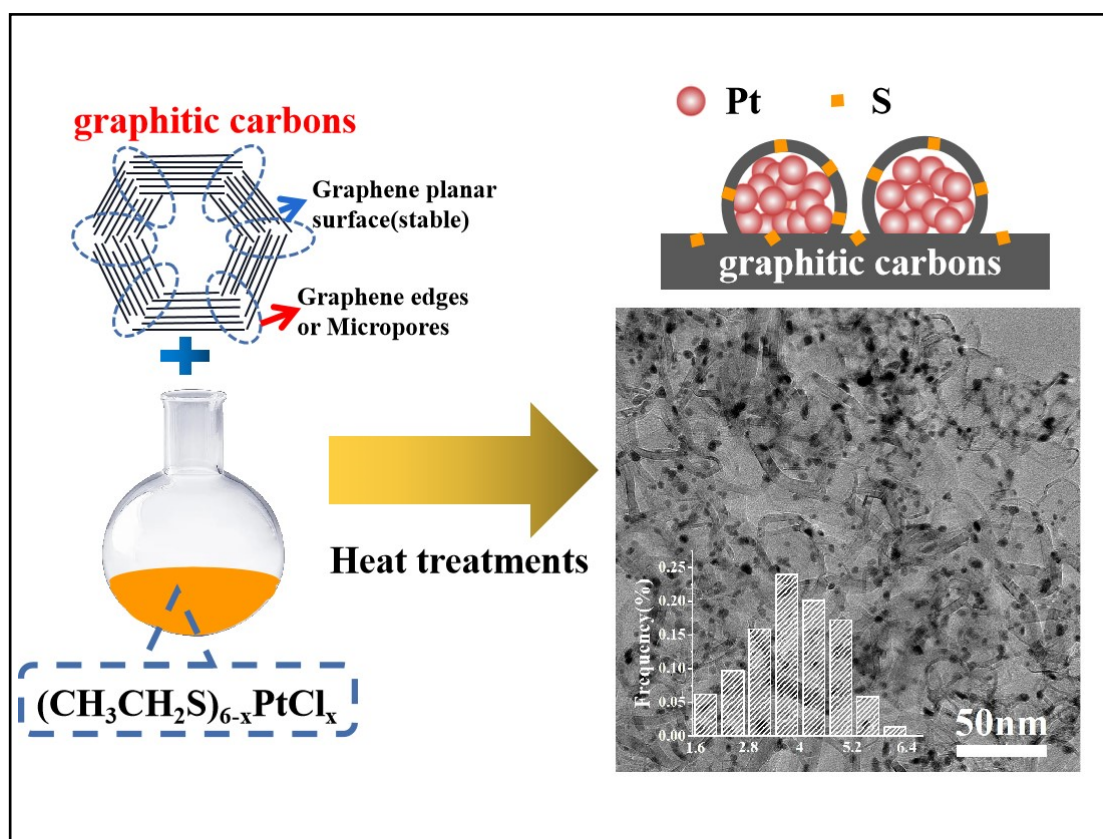 graphitic carbons
Graphene planar
surface(stable)
Graphene edges
or Micropores
(CH₃CH₂S)₆₋ₓPtClₓ
Heat treatments
Pt
S
graphitic carbons
Frequency(%)
0.25
0.20
0.15
0.10
0.05
0.00
1.6 2.8 4 5.2 6.4
50nm